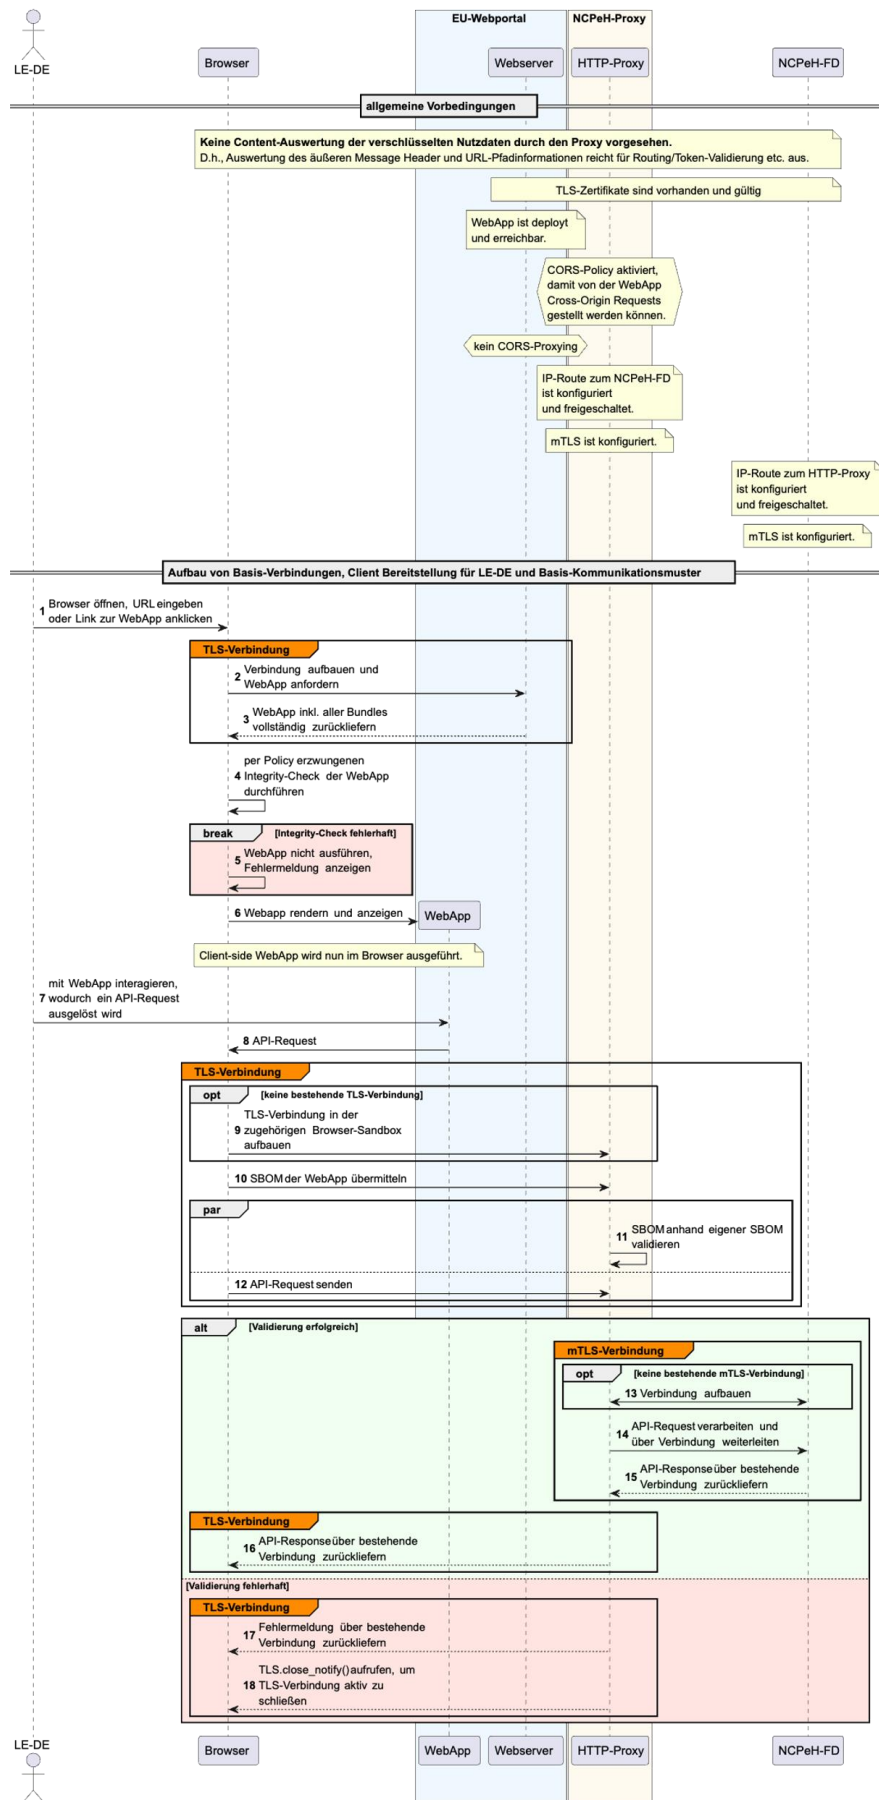 EU-Webportal
NCPeH-Proxy
LE-DE
Browser
Webserver
HTTP-Proxy
NCPeH-FD
allgemeine Vorbedingungen
Keine Content-Auswertung der verschlüsselten Nutzdaten durch den Proxy vorgesehen.
D.h., Auswertung des äußeren Message Header und URL-Pfadinformationen reicht für Routing/Token-Validierung etc. aus.
TLS-Zertifikate sind vorhanden und gültig
WebApp ist deployt
und erreichbar.
CORS-Policy aktiviert,
damit von der WebApp
Cross-Origin Requests
gestellt werden können.
kein CORS-Proxying
IP-Route zum NCPeH-FD
ist konfiguriert
und freigeschaltet.
mTLS ist konfiguriert.
IP-Route zum HTTP-Proxy
ist konfiguriert
und freigeschaltet.
mTLS ist konfiguriert.
Aufbau von Basis-Verbindungen, Client Bereitstellung für LE-DE und Basis-Kommunikationsmuster
1 Browser öffnen, URL eingeben
oder Link zur WebApp anklicken
TLS-Verbindung
2 Verbindung aufbauen und
WebApp anfordern
3 WebApp inkl. aller Bundles
vollständig zurückliefern
per Policy erzwungenen
4 Integrity-Check der WebApp
durchführen
break [Integrity-Check fehlerhaft]
5 WebApp nicht ausführen,
Fehlermeldung anzeigen
6 Webapp rendern und anzeigen
WebApp
Client-side WebApp wird nun im Browser ausgeführt.
mit WebApp interagieren,
7 wodurch ein API-Request
ausgelöst wird
8 API-Request
TLS-Verbindung
opt [keine bestehende TLS-Verbindung]
TLS-Verbindung in der
9 zugehörigen Browser-Sandbox
aufbauen
10 SBOM der WebApp übermitteln
par
11 SBOM anhand eigener SBOM
validieren
12 API-Request senden
alt [Validierung erfolgreich]
mTLS-Verbindung
opt [keine bestehende mTLS-Verbindung]
13 Verbindung aufbauen
14 API-Request verarbeiten und
über Verbindung weiterleiten
15 API-Response über bestehende
Verbindung zurückliefern
TLS-Verbindung
16 API-Response über bestehende
Verbindung zurückliefern
[Validierung fehlerhaft]
TLS-Verbindung
17 Fehlermeldung über bestehende
Verbindung zurückliefern
TLS.close_notify() aufrufen, um
18 TLS-Verbindung aktiv zu
schließen
LE-DE
Browser
WebApp
Webserver
HTTP-Proxy
NCPeH-FD